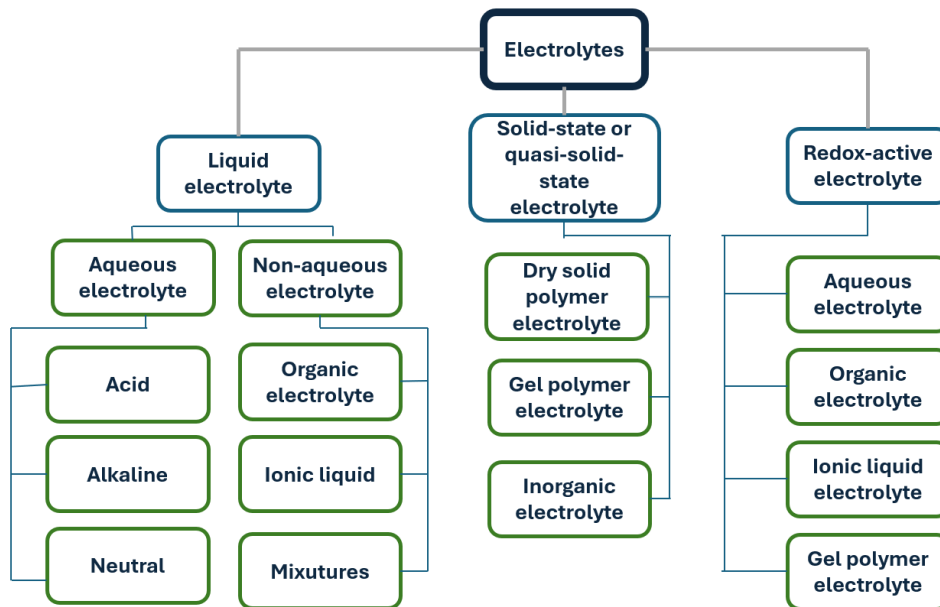 Electrolytes
Liquid
electrolyte
Solid-state or
quasi-solid-
state
electrolyte
Redox-active
electrolyte
Aqueous
electrolyte
Non-aqueous
electrolyte
Acid
Alkaline
Neutral
Organic
electrolyte
Ionic liquid
Mixutures
Dry solid
polymer
electrolyte
Gel polymer
electrolyte
Inorganic
electrolyte
Aqueous
electrolyte
Organic
electrolyte
Ionic liquid
electrolyte
Gel polymer
electrolyte